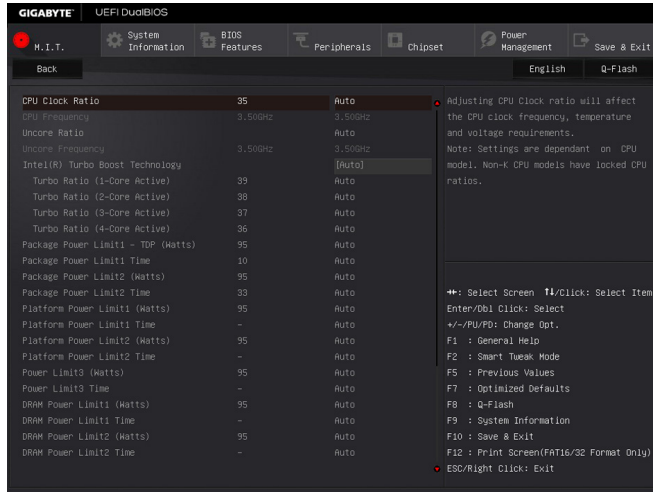 GIGABYTE™ UEFI DualBIOS
M.I.T. System Information BIOS Features Peripherals Chipset Power Management Save & Exit
Back English Q-Flash
CPU Clock Ratio 35 Auto
CPU Frequency 3.50GHz 3.50GHz
Uncore Ratio Auto
Uncore Frequency 3.50GHz 3.50GHz
Intel(R) Turbo Boost Technology [Auto]
Turbo Ratio (1-Core Active) 39 Auto
Turbo Ratio (2-Core Active) 38 Auto
Turbo Ratio (3-Core Active) 37 Auto
Turbo Ratio (4-Core Active) 36 Auto
Package Power Limit1 - TDP (Watts) 95 Auto
Package Power Limit1 Time 10 Auto
Package Power Limit2 (Watts) 95 Auto
Package Power Limit2 Time 33 Auto
Platform Power Limit1 (Watts) 95 Auto
Platform Power Limit1 Time - Auto
Platform Power Limit2 (Watts) 95 Auto
Platform Power Limit2 Time - Auto
Power Limit3 (Watts) 95 Auto
Power Limit3 Time - Auto
DRAM Power Limit1 (Watts) 95 Auto
DRAM Power Limit1 Time - Auto
DRAM Power Limit2 (Watts) 95 Auto
DRAM Power Limit2 Time - Auto
Adjusting CPU Clock ratio will affect
the CPU clock frequency, temperature
and voltage requirements.
Note: Settings are dependant on CPU
model. Non-K CPU models have locked CPU
ratios.
→←: Select Screen ↑↓/Click: Select Item
Enter/Dbl Click: Select
+/-/PU/PD: Change Opt.
F1 : General Help
F2 : Smart Tweak Mode
F5 : Previous Values
F7 : Optimized Defaults
F8 : Q-Flash
F9 : System Information
F10 : Save & Exit
F12 : Print Screen(FAT16/32 Format Only)
ESC/Right Click: Exit